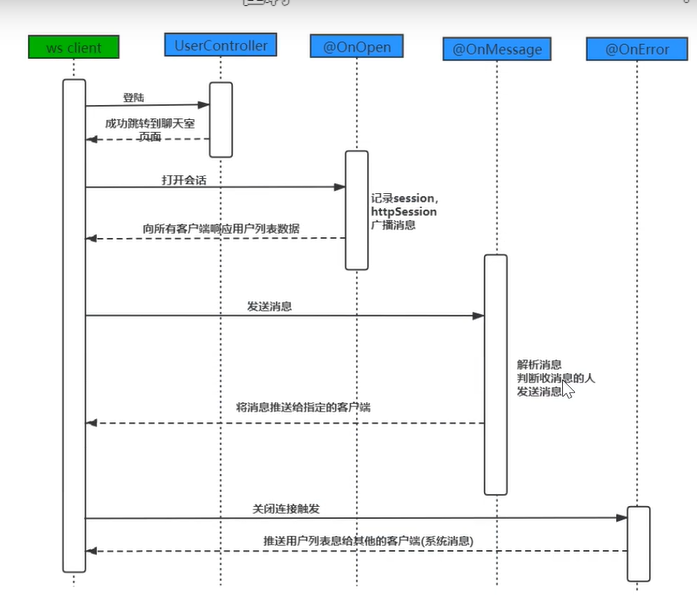 ws client
UserController
@OnOpen
@OnMessage
@OnError
登陆
成功跳转到聊天室
页面
打开会话
记录session,
httpSession
广播消息
向所有客户端响应用户列表数据
发送消息
解析消息
判断收消息的人
发送消息
将消息推送给指定的客户端
关闭连接触发
推送用户列表息给其他的客户端(系统消息)